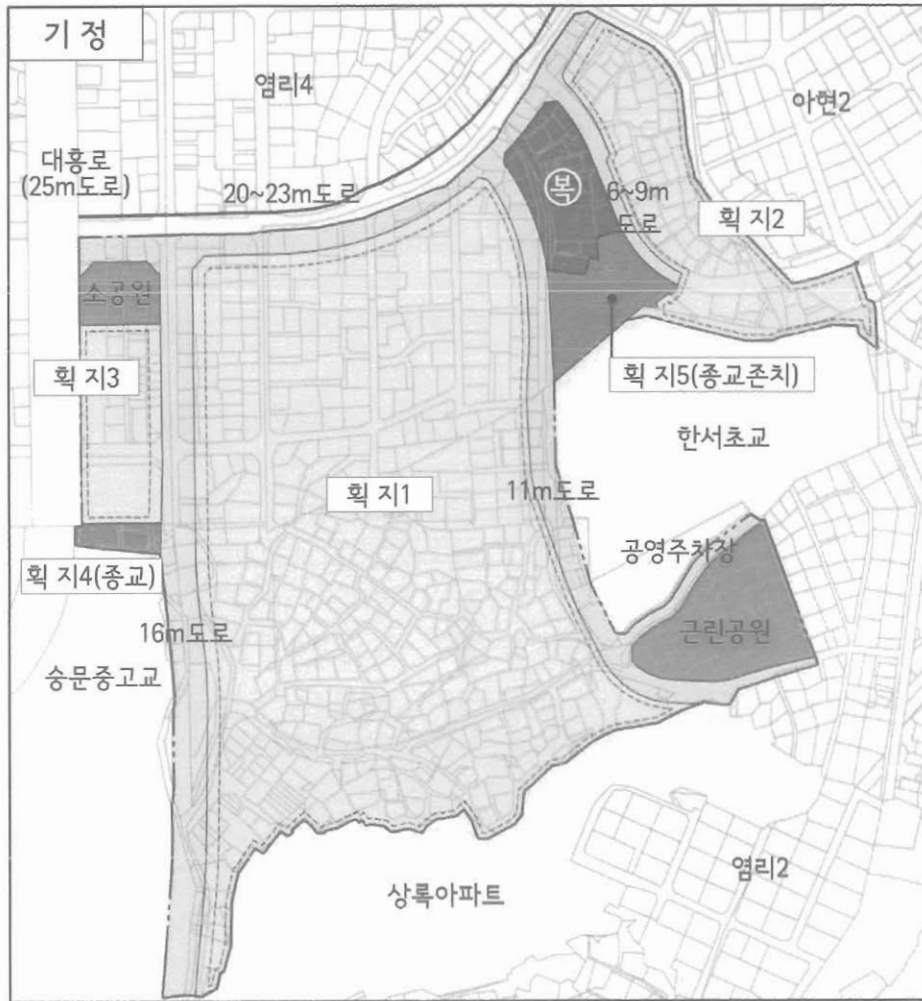 기 정
염리4
아현2
대흥로
(25m도로)
20~23m도로
복
6~9m
도로
획 지2
소공원
획 지3
획 지5(종교존치)
한서초교
획 지1
11m도로
공영주차장
획 지4(종교)
16m도로
근린공원
숭문중고교
염리2
상록아파트